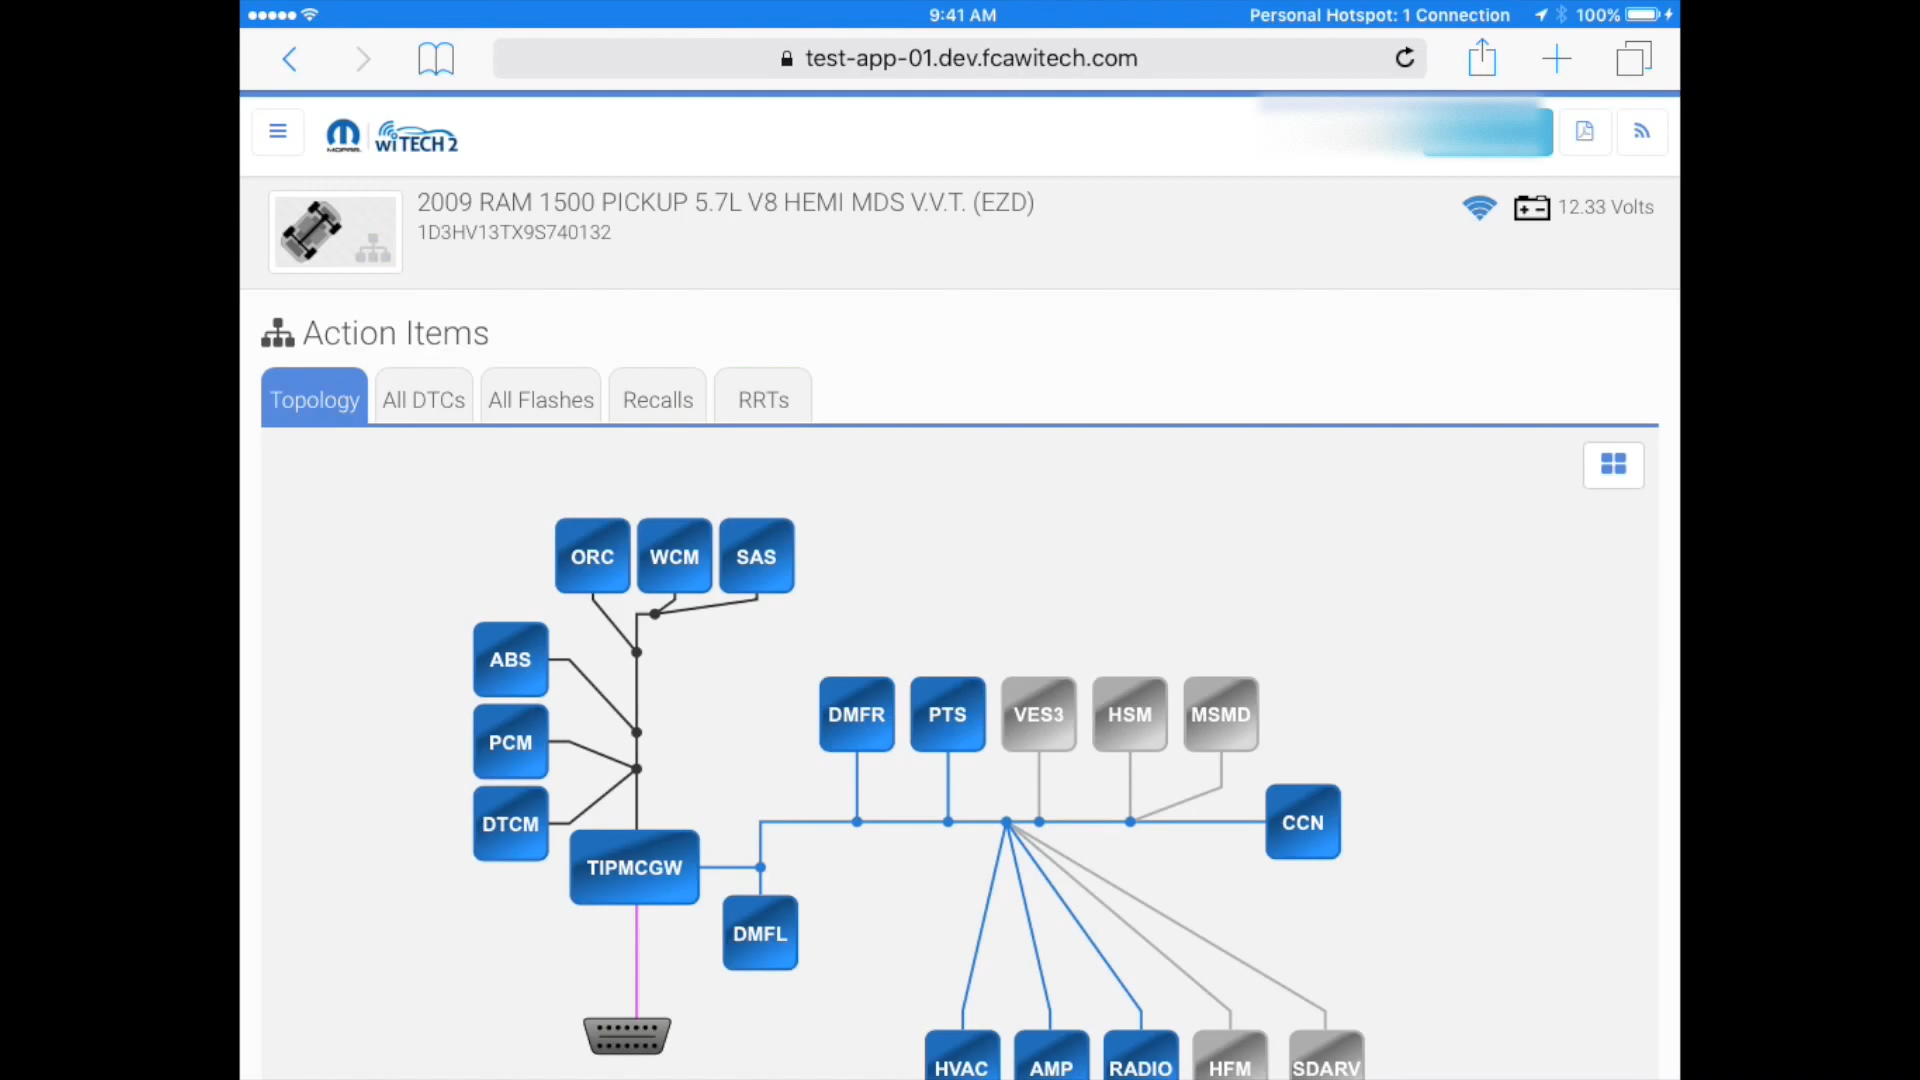 9:41 AM
Personal Hotspot: 1 Connection 100%
test-app-01.dev.fcawitech.com
MOPAR
wiTECH 2
2009 RAM 1500 PICKUP 5.7L V8 HEMI MDS V.V.T. (EZD)
1D3HV13TX9S740132
12.33 Volts
Action Items
Topology All DTCs All Flashes Recalls RRTs
ORC WCM SAS
ABS
DMFR PTS VES3 HSM MSMD
PCM
DTCM CCN
TIPMCGW
DMFL
HVAC AMP RADIO HFM SDARV